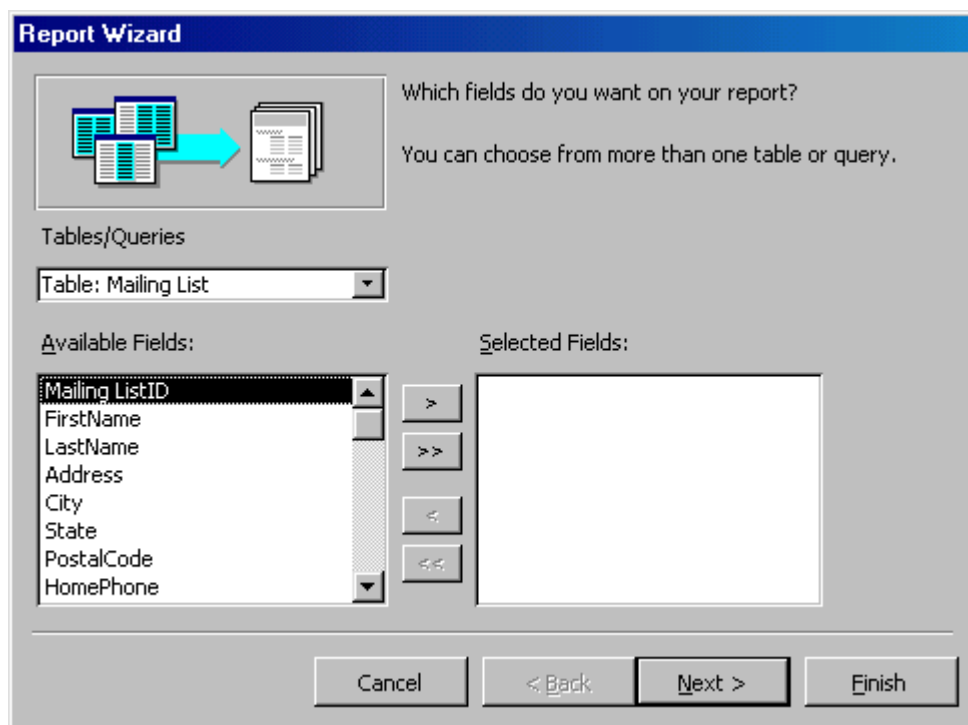 Report Wizard
Which fields do you want on your report?
You can choose from more than one table or query.
Tables/Queries
Table: Mailing List
Available Fields:
Selected Fields:
Mailing ListID
FirstName
LastName
Address
City
State
PostalCode
HomePhone
>
>>
<
<<
Cancel
< Back
Next >
Finish